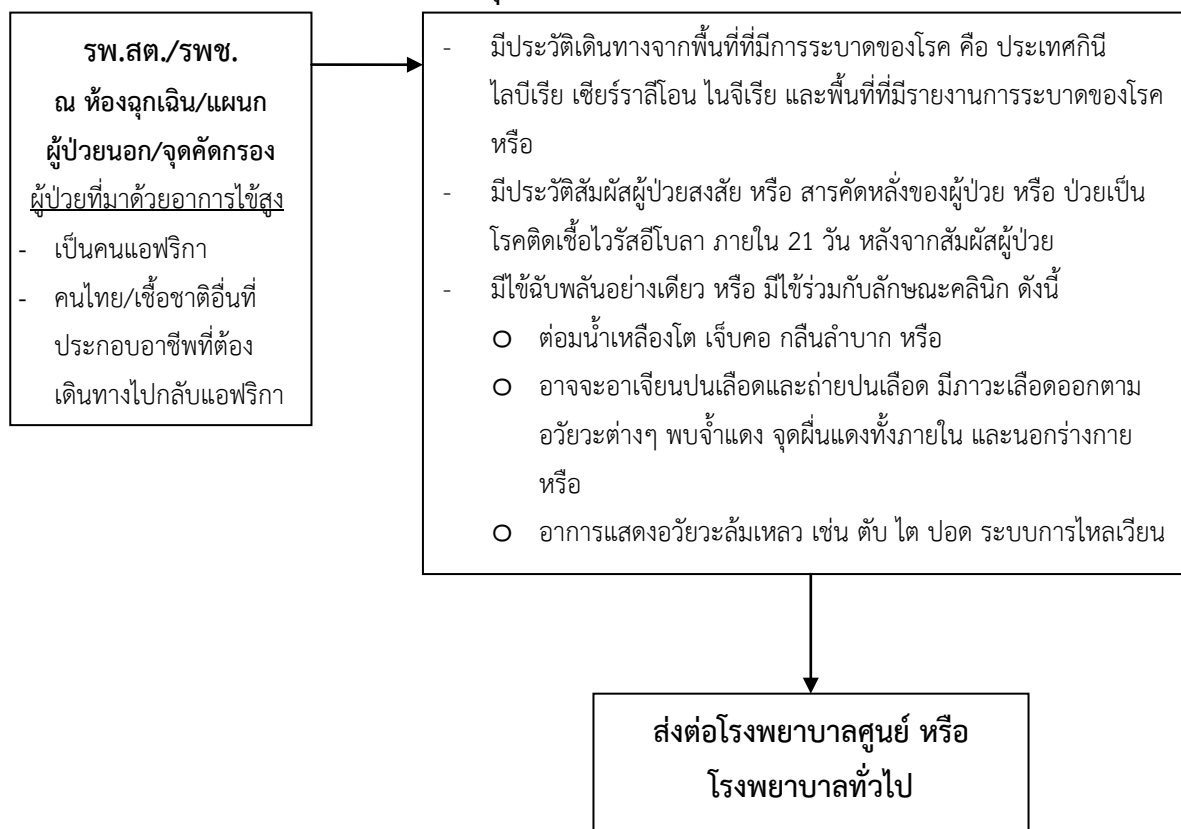 รพ.สต./รพช.
ณ ห้องฉุกเฉิน/แผนก
ผู้ป่วยนอก/จุดคัดกรอง
ผู้ป่วยที่มาด้วยอาการไข้สูง
- เป็นคนแอฟริกา
- คนไทย/เชื้อชาติอื่นที่
ประกอบอาชีพที่ต้อง
เดินทางไปกลับแอฟริกา
- มีประวัติเดินทางจากพื้นที่ที่มีการระบาดของโรค คือ ประเทศกินี
ไลบีเรีย เซียร์ราลีโอน ไนจีเรีย และพื้นที่ที่มีรายงานการระบาดของโรค
หรือ
- มีประวัติสัมผัสผู้ป่วยสงสัย หรือ สารคัดหลั่งของผู้ป่วย หรือ ป่วยเป็น
โรคติดเชื้อไวรัสอีโบลา ภายใน 21 วัน หลังจากสัมผัสผู้ป่วย
- มีไข้ฉับพลันอย่างเดียว หรือ มีไข้ร่วมกับลักษณะคลินิก ดังนี้
o ต่อมน้ำเหลืองโต เจ็บคอ กลืนลำบาก หรือ
o อาจจะอาเจียนปนเลือดและถ่ายปนเลือด มีภาวะเลือดออกตาม
อวัยวะต่างๆ พบจ้ำแดง จุดผื่นแดงทั้งภายใน และนอกร่างกาย
หรือ
o อาการแสดงอวัยวะล้มเหลว เช่น ตับ ไต ปอด ระบบการไหลเวียน
ส่งต่อโรงพยาบาลศูนย์ หรือ
โรงพยาบาลทั่วไป